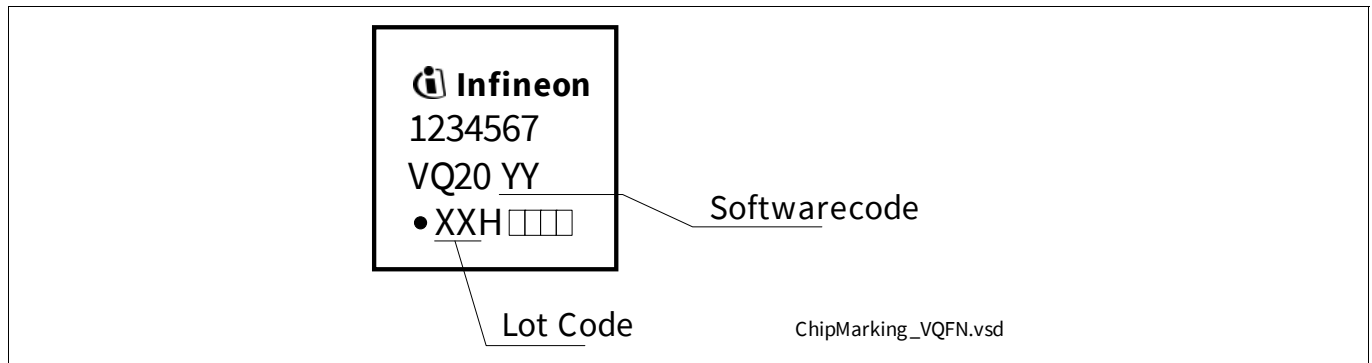 Infineon
1234567
VQ20 YY
Softwarecode
•XXH
Lot Code
ChipMarking_VQFN.vsd